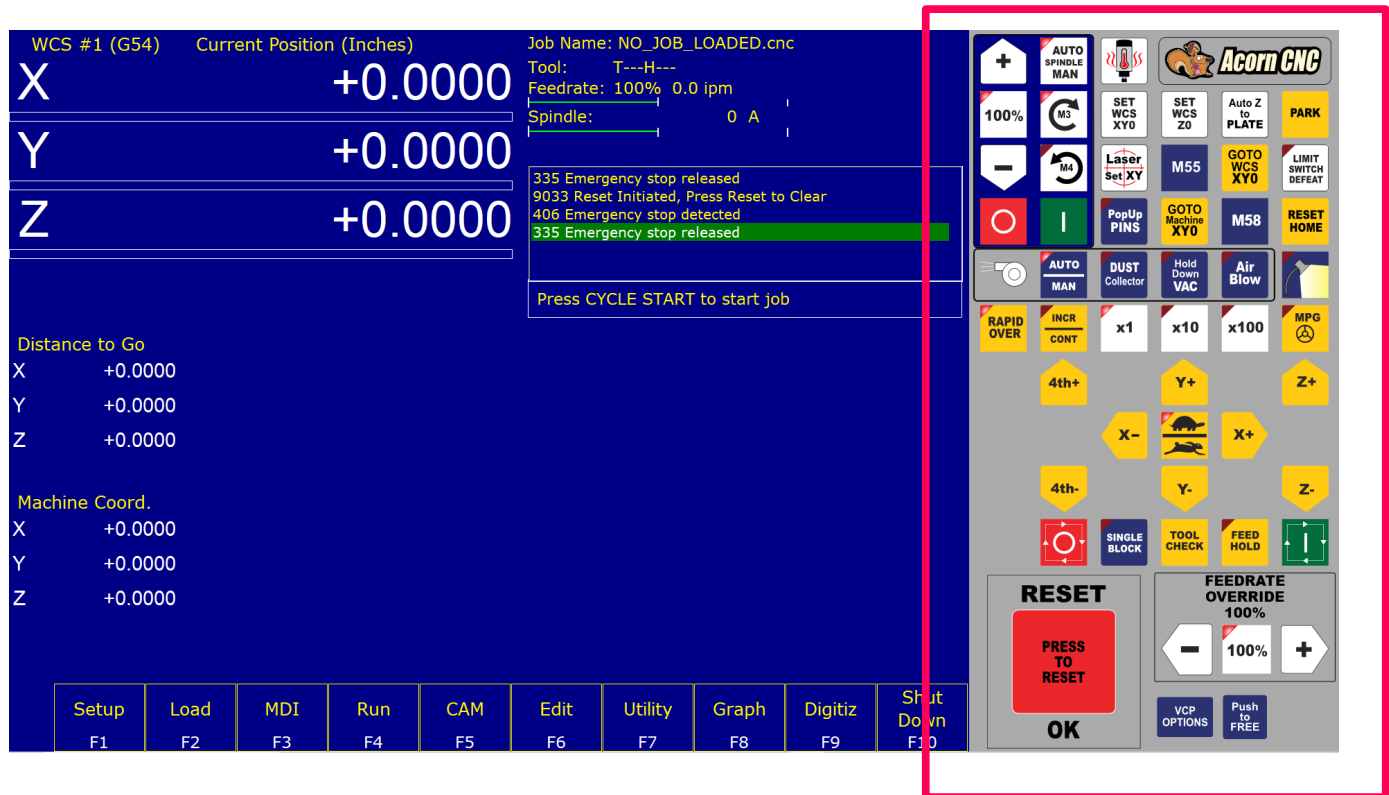 WCS #1 (G54) Current Position (Inches)
X +0.0000
Y +0.0000
Z +0.0000
Job Name: NO_JOB_LOADED.cnc
Tool: T---H---
Feedrate: 100% 0.0 ipm
Spindle: 0 A
335 Emergency stop released
9033 Reset Initiated, Press Reset to Clear
406 Emergency stop detected
335 Emergency stop released
Press CYCLE START to start job
Distance to Go
X +0.0000
Y +0.0000
Z +0.0000
Machine Coord.
X +0.0000
Y +0.0000
Z +0.0000
Setup Load MDI Run CAM Edit Utility Graph Digitiz Shut
Down
F1 F2 F3 F4 F5 F6 F7 F8 F9 F10
+
AUTO
SPINDLE
MAN
Acorn CNC
100%
M3
SET
WCS
XY0
SET
WCS
Z0
Auto Z
to
PLATE
PARK
-
M4
Laser
Set XY
M55
GOTO
WCS
XY0
LIMIT
SWITCH
DEFEAT
PopUp
PINS
GOTO
Machine
XY0
M58
RESET
HOME
AUTO
MAN
DUST
Collector
Hold
Down
VAC
Air
Blow
RAPID
OVER
INCR
CONT
x1
x10
x100
MPG
4th+
Y+
Z+
X-
X+
4th-
Y-
Z-
SINGLE
BLOCK
TOOL
CHECK
FEED
HOLD
RESET
PRESS
TO
RESET
OK
FEEDRATE
OVERRIDE
100%
- 100% +
VCP
OPTIONS
Push
to
FREE